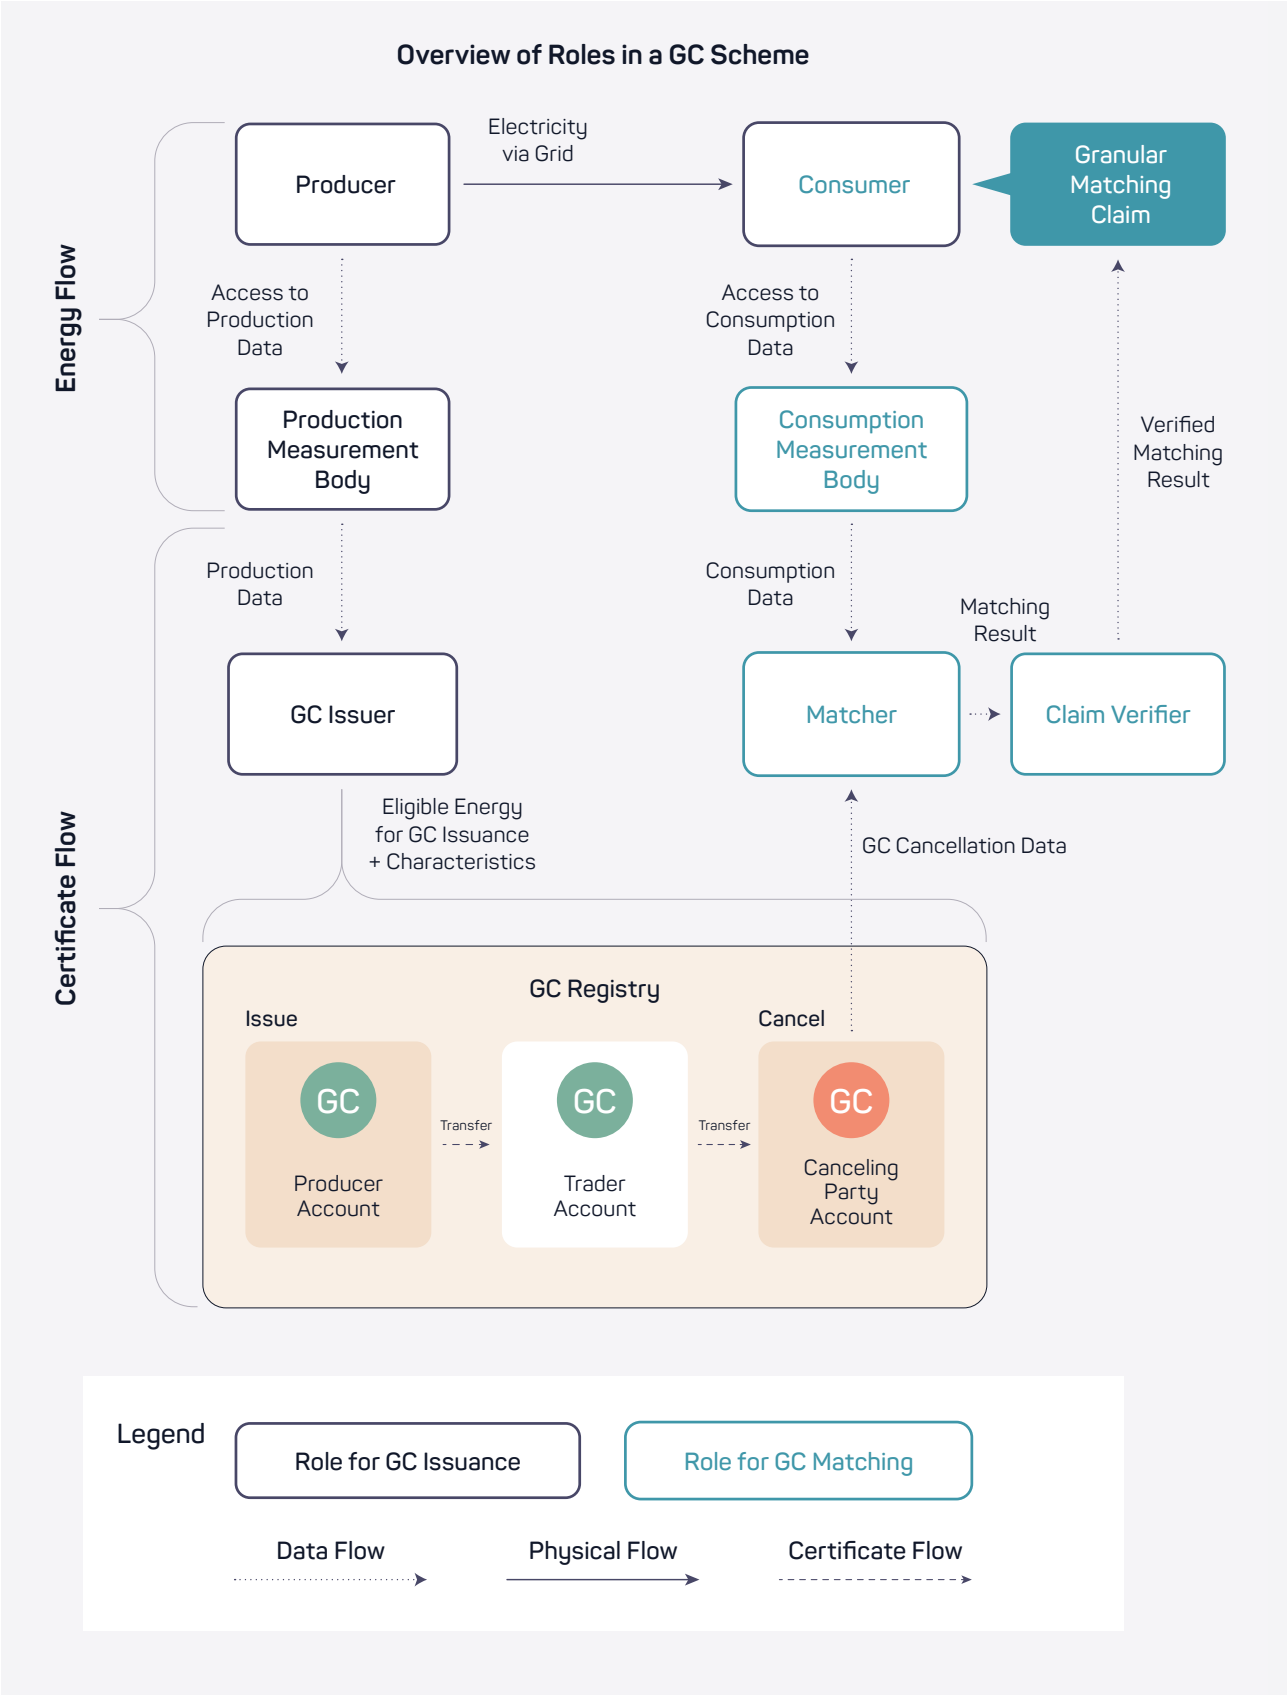 Overview of Roles in a GC Scheme
Energy Flow
Producer
Electricity
via Grid
Consumer
Granular
Matching
Claim
Access to
Production
Data
Access to
Consumption
Data
Production
Measurement
Body
Consumption
Measurement
Body
Verified
Matching
Result
Certificate Flow
Production
Data
Consumption
Data
Matching
Result
GC Issuer
Matcher
Claim Verifier
Eligible Energy
for GC Issuance
+ Characteristics
GC Cancellation Data
GC Registry
Issue
Cancel
GC
Producer
Account
Transfer
GC
Trader
Account
Transfer
GC
Canceling
Party
Account
Legend
Role for GC Issuance
Role for GC Matching
Data Flow
Physical Flow
Certificate Flow